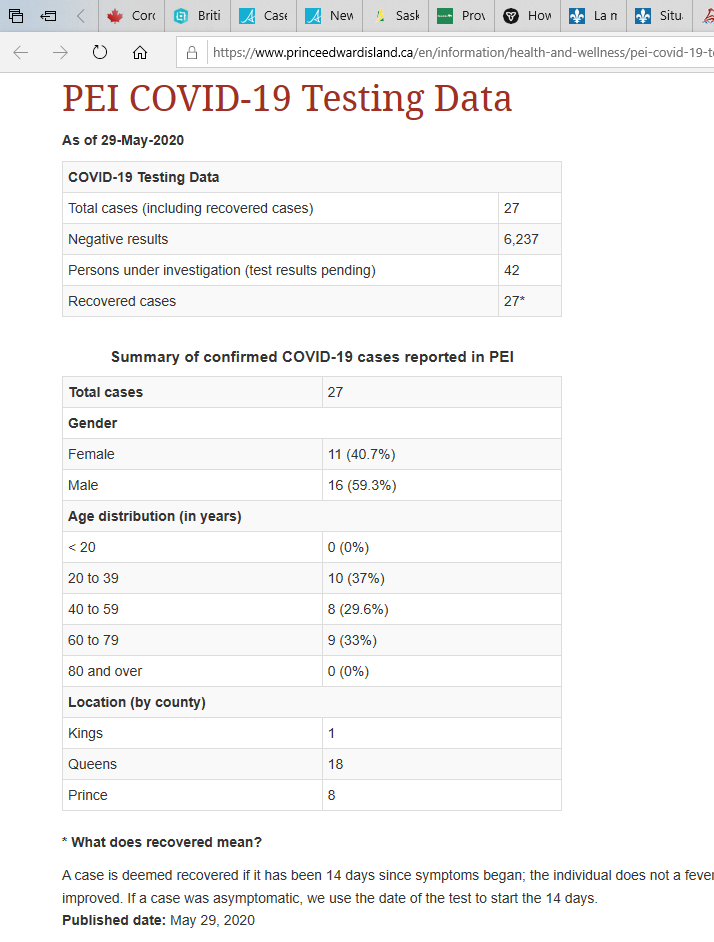 Coro Briti Case New Sask Prov How La n Situ
https://www.princeedwardisland.ca/en/information/health-and-wellness/pei-covid-19-t
PEI COVID-19 Testing Data
As of 29-May-2020
COVID-19 Testing Data
Total cases (including recovered cases) 27
Negative results 6,237
Persons under investigation (test results pending) 42
Recovered cases 27*
Summary of confirmed COVID-19 cases reported in PEI
Total cases 27
Gender
Female 11 (40.7%)
Male 16 (59.3%)
Age distribution (in years)
< 20 0 (0%)
20 to 39 10 (37%)
40 to 59 8 (29.6%)
60 to 79 9 (33%)
80 and over 0 (0%)
Location (by county)
Kings 1
Queens 18
Prince 8
* What does recovered mean?
A case is deemed recovered if it has been 14 days since symptoms began; the individual does not a fever
improved. If a case was asymptomatic, we use the date of the test to start the 14 days.
Published date: May 29, 2020